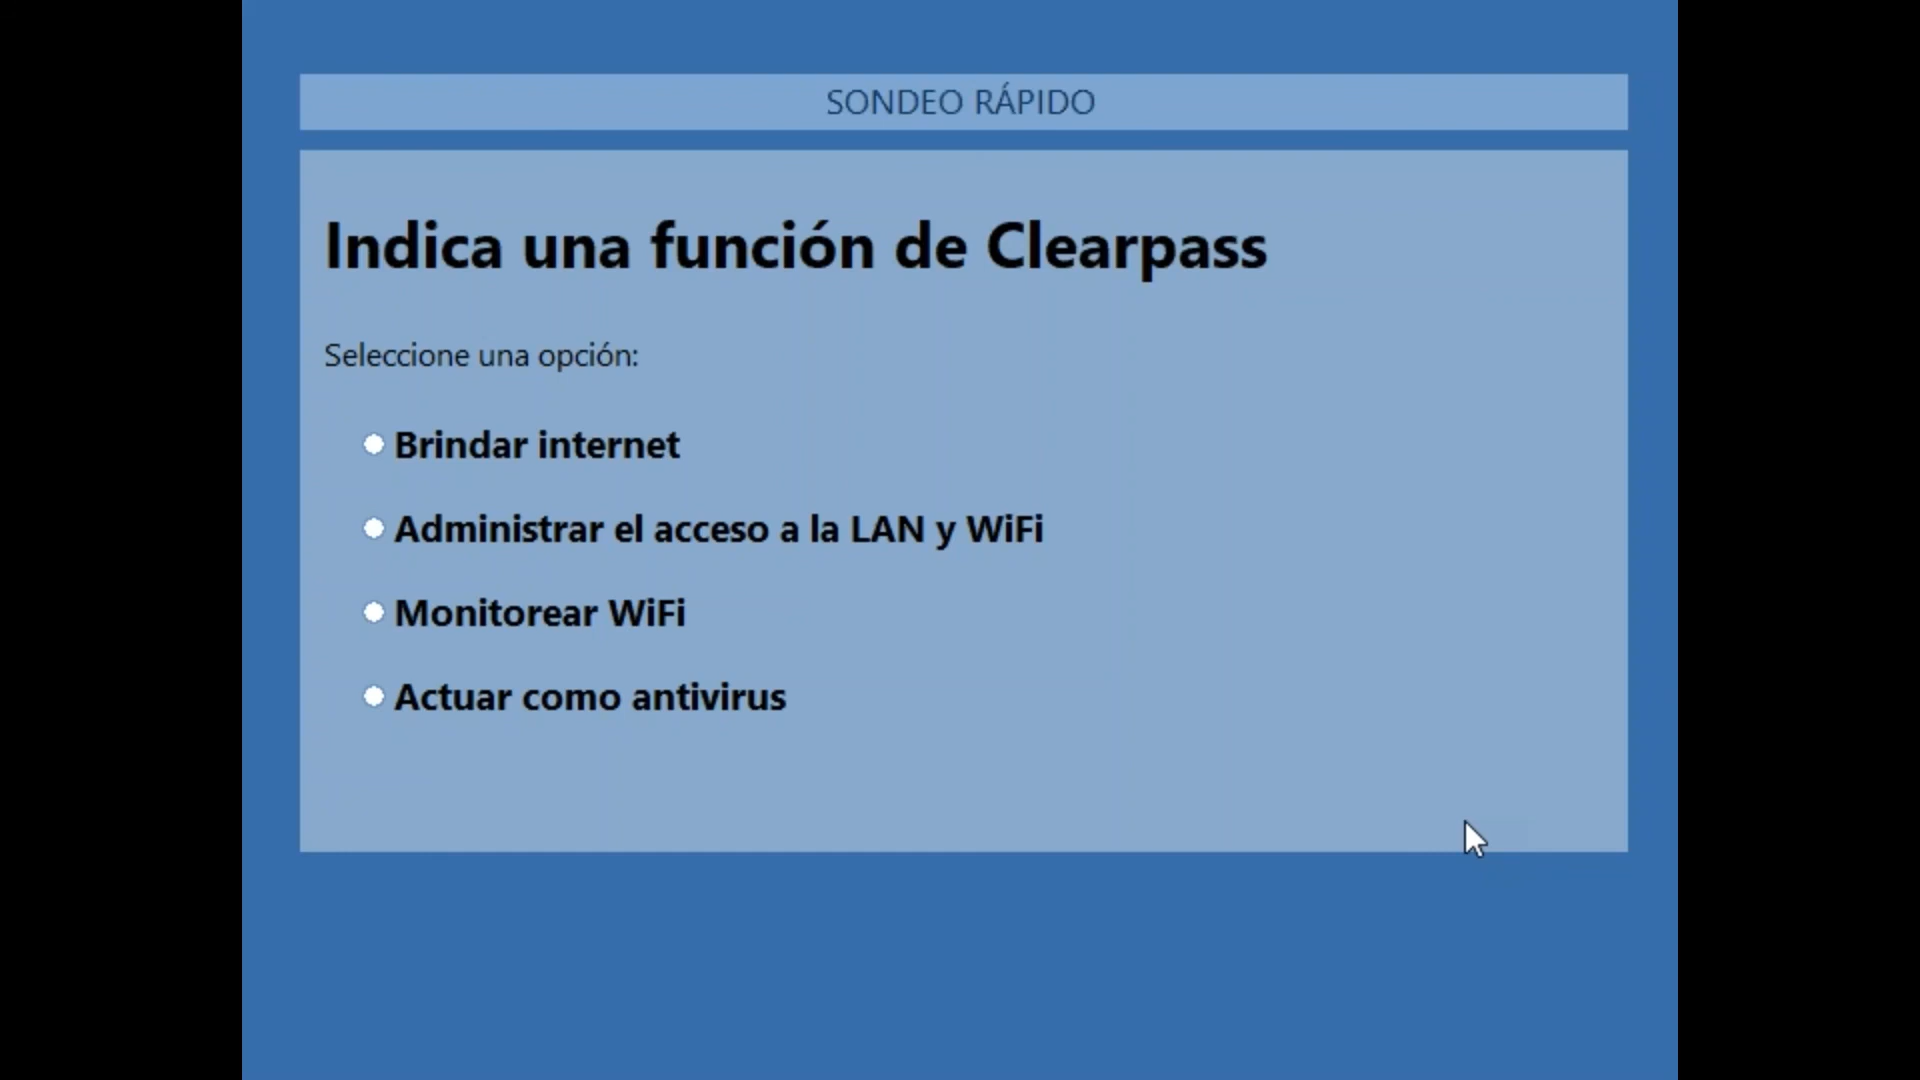 SONDEO RÁPIDO
Indica una función de Clearpass
Seleccione una opción:
Brindar internet
Administrar el acceso a la LAN y WiFi
Monitorear WiFi
Actuar como antivirus